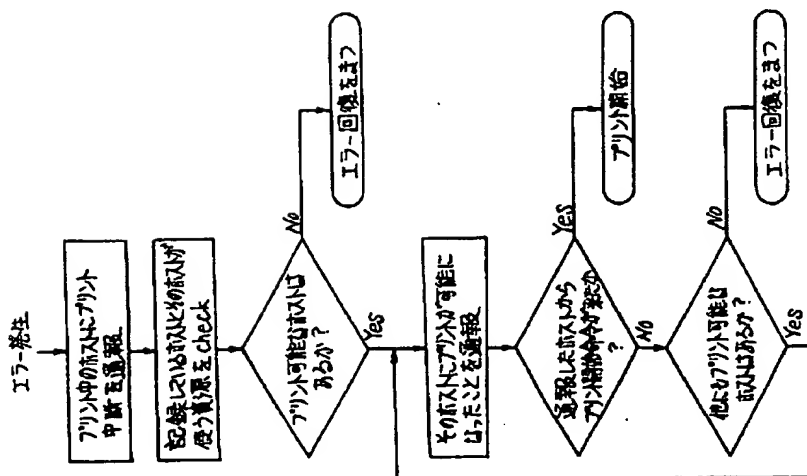 エラー発生
プリント中のホストにプリント
中断を通報
記録しているホストとそのホストが
使う資源をcheck
プリント可能なホストは
あるか?
No
エラー回復をまつ
Yes
そのホストにプリントが可能に
なったことを通報
通報したホストから
プリント開始命令が来たか
?
Yes
プリント開始
No
他にもプリント可能な
ホストはあるか?
No
エラー回復をまつ
Yes